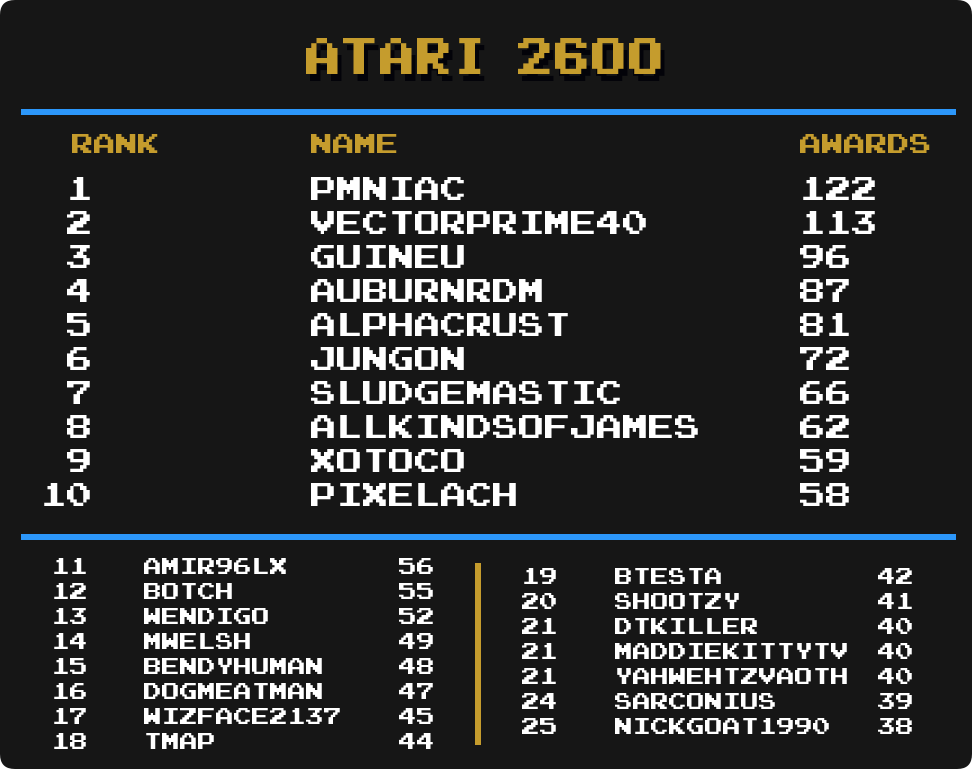 ATARI 2600
RANK NAME AWARDS
1 PMNIAC 122
2 VECTORPRIME40 113
3 GUINEU 96
4 AUBURNRDM 87
5 ALPHACRUST 81
6 JUNGON 72
7 SLUDGEMASTIC 66
8 ALLKINDSOFJAMES 62
9 XOTOCO 59
10 PIXELACH 58
11 AMIR96LX 56
12 BOTCH 55
13 WENDIGO 52
14 MWELSH 49
15 BENDYHUMAN 48
16 DOGMEATMAN 47
17 WIZFACE2137 45
18 TMAP 44
19 BTESTA 42
20 SHOOTZY 41
21 DTKILLER 40
21 MADDIEKITTYTV 40
21 YAHWEHTZVAOTH 40
24 SARCONIUS 39
25 NICKGOAT1990 38